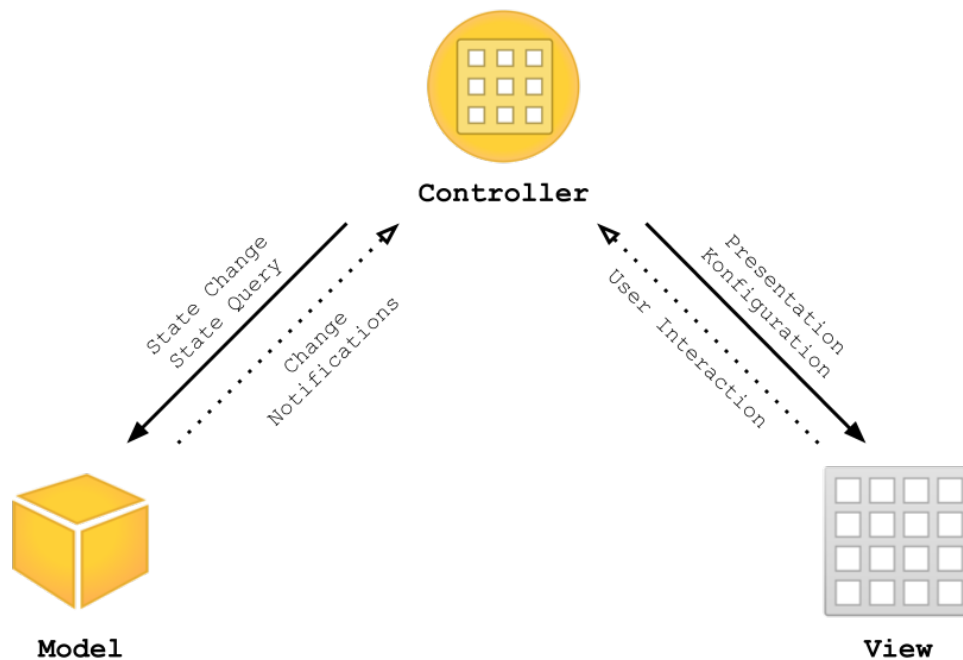 Controller
State Change
State Query
Change
Notifications
User Interaction
Presentation
Konfiguration
Model
View